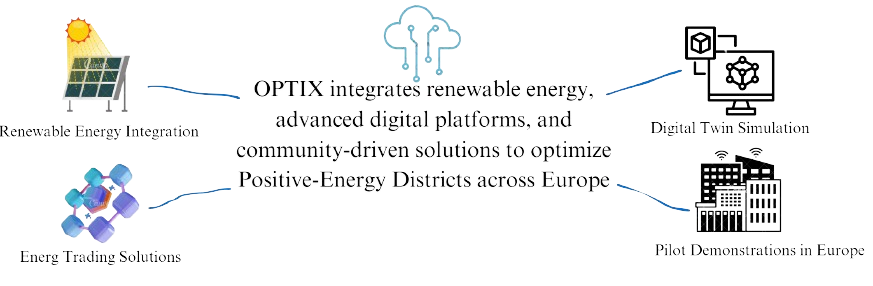 OPTIX integrates renewable energy,
advanced digital platforms, and
community-driven solutions to optimize
Positive-Energy Districts across Europe
Renewable Energy Integration
Digital Twin Simulation
Energ Trading Solutions
Pilot Demonstrations in Europe